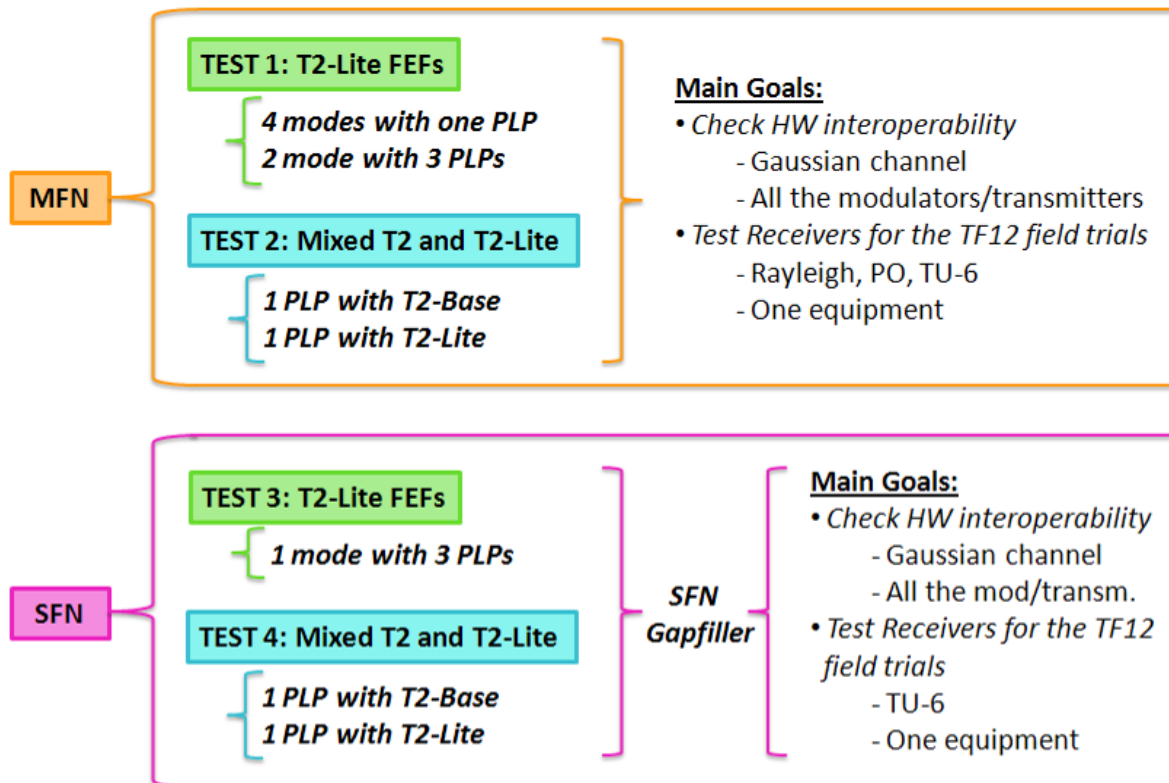 MFN
TEST 1: T2-Lite FEFs
4 modes with one PLP
2 mode with 3 PLPs
TEST 2: Mixed T2 and T2-Lite
1 PLP with T2-Base
1 PLP with T2-Lite
Main Goals:
• Check HW interoperability
- Gaussian channel
- All the modulators/transmitters
• Test Receivers for the TF12 field trials
- Rayleigh, PO, TU-6
- One equipment
SFN
TEST 3: T2-Lite FEFs
1 mode with 3 PLPs
TEST 4: Mixed T2 and T2-Lite
1 PLP with T2-Base
1 PLP with T2-Lite
SFN
Gapfiller
Main Goals:
• Check HW interoperability
- Gaussian channel
- All the mod/transm.
• Test Receivers for the TF12
field trials
- TU-6
- One equipment